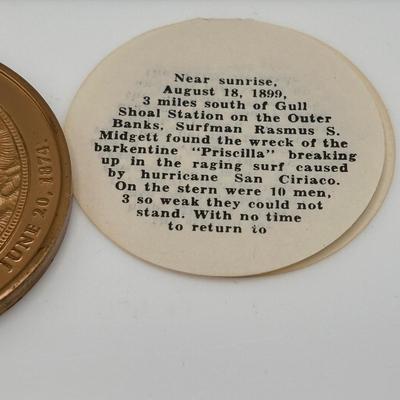 Near sunrise,
August 18, 1899,
3 miles south of Gull
Shoal Station on the Outer
Banks, Surfman Rasmus S.
Midgett found the wreck of the
barkentine "Priscilla" breaking
up in the raging surf caused
by hurricane San Ciriaco.
On the stern were 10 men,
3 so weak they could not
stand. With no time
to return to
JUNE 20, 1874.